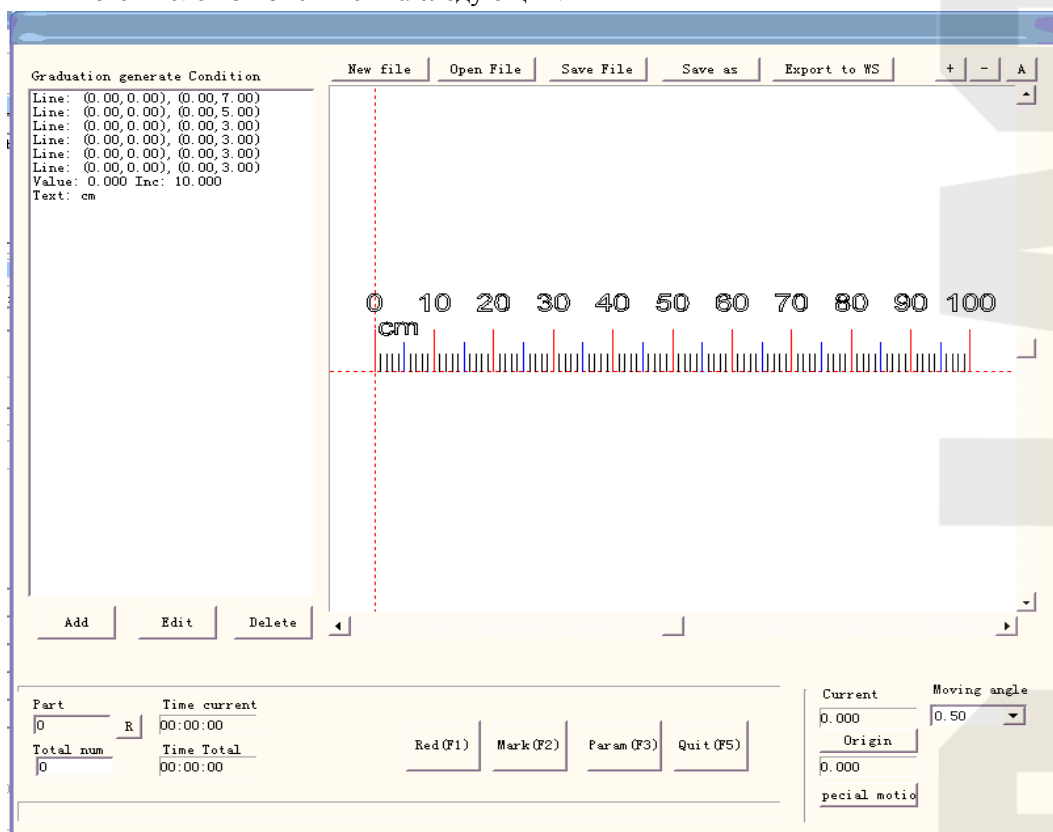 Graduation generate Condition
New file Open File Save File Save as Export to WS + - A
Line: (0.00,0.00), (0.00,7.00)
Line: (0.00,0.00), (0.00,5.00)
Line: (0.00,0.00), (0.00,3.00)
Line: (0.00,0.00), (0.00,3.00)
Line: (0.00,0.00), (0.00,3.00)
Line: (0.00,0.00), (0.00,3.00)
Value: 0.000 Inc: 10.000
Text: cm
0 10 20 30 40 50 60 70 80 90 100
cm
Add Edit Delete
Part Time current
0 R 00:00:00
Total num Time Total
0 00:00:00
Red(F1) Mark(F2) Param(F3) Quit(F5)
Current Moving angle
0.000 0.50
Origin
0.000
pecial motio